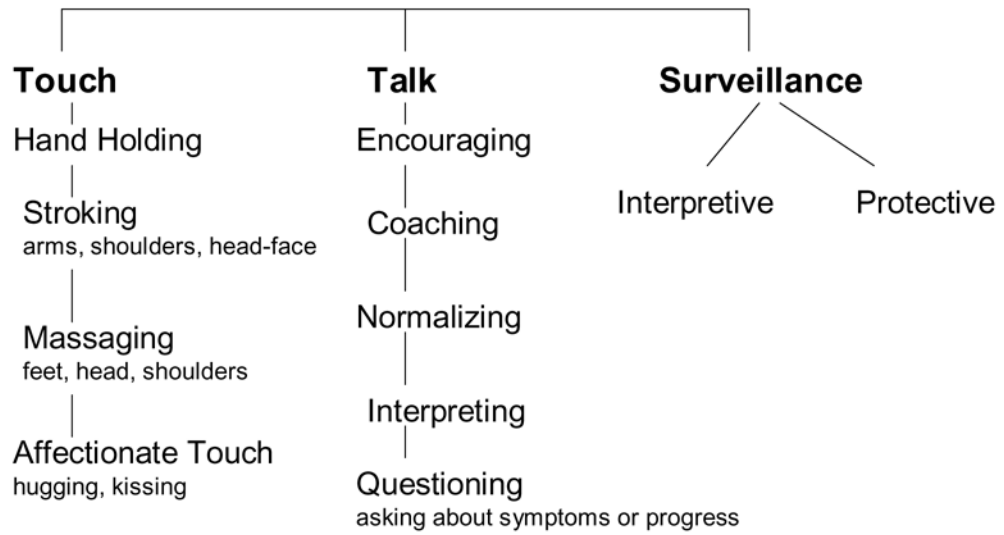 Touch
Hand Holding
Stroking
arms, shoulders, head-face
Massaging
feet, head, shoulders
Affectionate Touch
hugging, kissing
Talk
Encouraging
Coaching
Normalizing
Interpreting
Questioning
asking about symptoms or progress
Surveillance
Interpretive
Protective